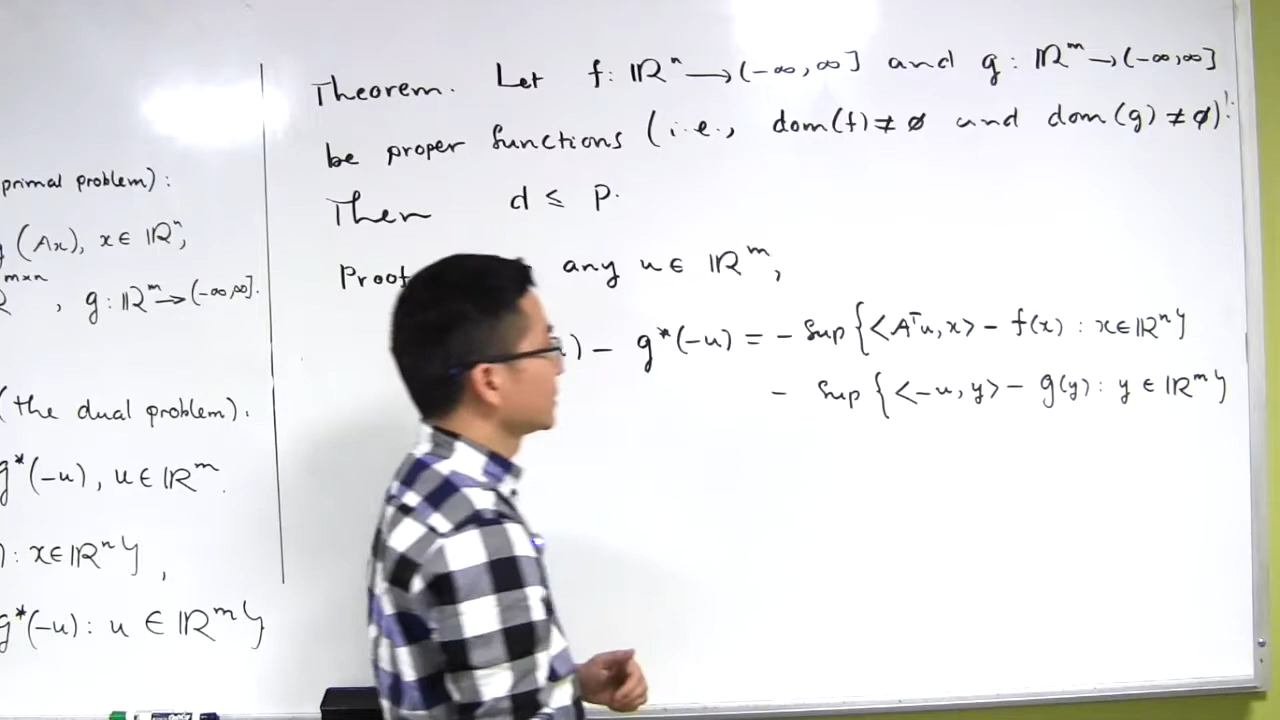 primal problem):
(Ax), x ∈ ℝⁿ,
m×n , g: ℝᵐ → (-∞,∞].
(the dual problem).
g*(-u), u ∈ ℝᵐ.
): x ∈ ℝⁿ},
g*(-u): u ∈ ℝᵐ}
Theorem. Let f: ℝⁿ → (-∞, ∞] and g: ℝᵐ → (-∞,∞]
be proper functions (i.e., dom(f) ≠ ∅ and dom(g) ≠ ∅).
Then d ≤ p.
Proof any u ∈ ℝᵐ,
) - g*(-u) = - sup{<Aᵀu, x> - f(x) : x ∈ ℝⁿ}
- sup{<-u, y> - g(y): y ∈ ℝᵐ}